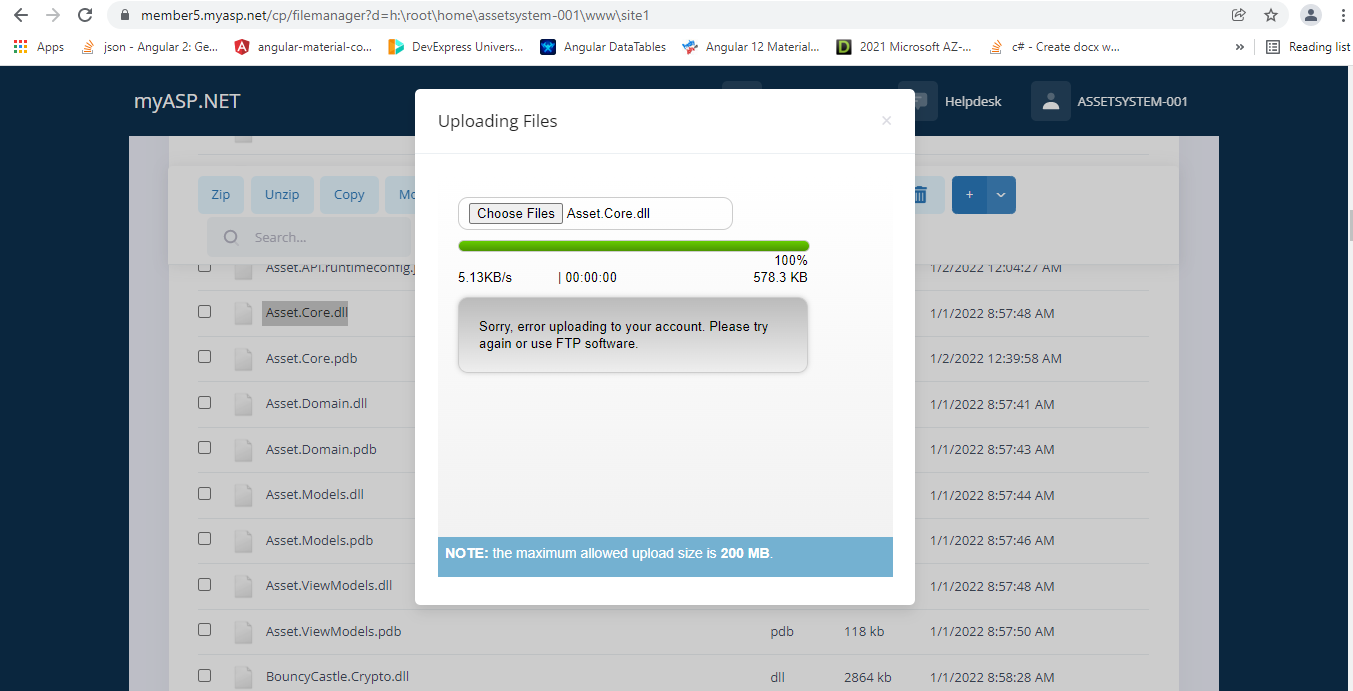 member5.myasp.net/cp/filemanager?d=h:\root\home\assetsystem-001\www\site1
Apps
json - Angular 2: Ge...
angular-material-co...
DevExpress Univers...
Angular DataTables
Angular 12 Material...
2021 Microsoft AZ-...
c# - Create docx w...
»
Reading list
myASP.NET
Helpdesk
ASSETSYSTEM-001
Uploading Files
×
Zip
Unzip
Copy
Mo
+
Search...
Choose Files Asset.Core.dll
100%
5.13KB/s | 00:00:00 578.3 KB
Sorry, error uploading to your account. Please try
again or use FTP software.
NOTE: the maximum allowed upload size is 200 MB.
Asset.API.runtimeconfig.j 1/2/2022 12:04:27 AM
Asset.Core.dll 1/1/2022 8:57:48 AM
Asset.Core.pdb 1/2/2022 12:39:58 AM
Asset.Domain.dll 1/1/2022 8:57:41 AM
Asset.Domain.pdb 1/1/2022 8:57:43 AM
Asset.Models.dll 1/1/2022 8:57:44 AM
Asset.Models.pdb 1/1/2022 8:57:46 AM
Asset.ViewModels.dll 1/1/2022 8:57:48 AM
Asset.ViewModels.pdb pdb 118 kb 1/1/2022 8:57:50 AM
BouncyCastle.Crypto.dll dll 2864 kb 1/1/2022 8:58:28 AM